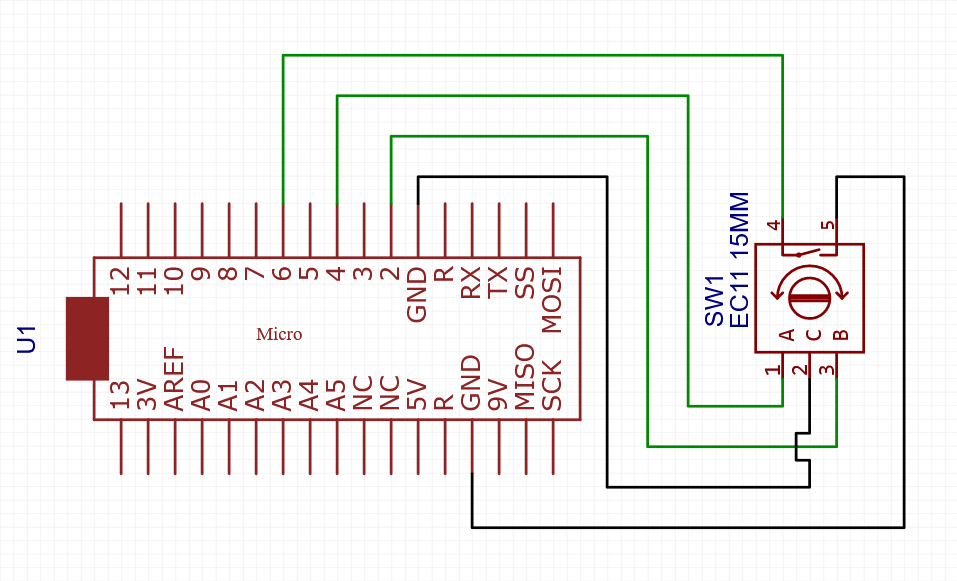 U1
12
11
10
9
8
7
6
5
4
3
2
GND
R
RX
TX
SS
MOSI
Micro
13
3V
AREF
A0
A1
A2
A3
A4
A5
NC
NC
5V
R
GND
9V
MISO
SCK
SW1
EC11 15MM
4
5
A
C
B
1
2
3